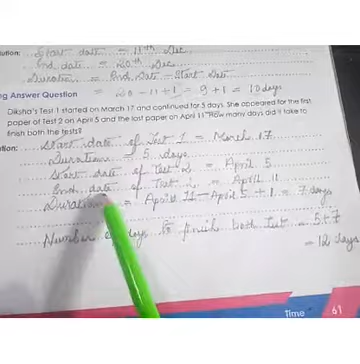 Start date = 11th Dec
End date = 20th Dec
Duration = End Date - Start Date
= 20 - 11 + 1 = 9 + 1 = 10 days
ng Answer Question
Diksha's Test 1 started on March 17 and continued for 5 days. She appeared for the first
paper of Test 2 on April 5 and the last paper on April 11. How many days did it take to
finish both the tests?
Start date of Test 1 = March 17
Duration = 5 days
Start date of Test 2 = April 5
End date of Test 2 = April 11
= April 11 - April 5 + 1 = 7 days
Number days to finish both Test = 5+7
= 12 days
Time 61